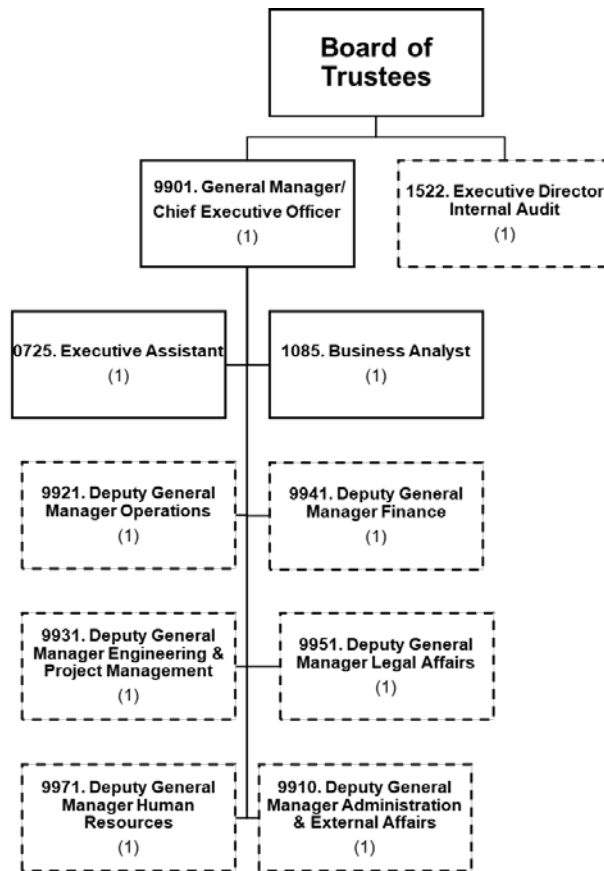 Board of
Trustees
9901. General Manager/
Chief Executive Officer
(1)
1522. Executive Director
Internal Audit
(1)
0725. Executive Assistant
(1)
1085. Business Analyst
(1)
9921. Deputy General
Manager Operations
(1)
9941. Deputy General
Manager Finance
(1)
9931. Deputy General
Manager Engineering &
Project Management
(1)
9951. Deputy General
Manager Legal Affairs
(1)
9971. Deputy General
Manager Human
Resources
(1)
9910. Deputy General
Manager Administration
& External Affairs
(1)